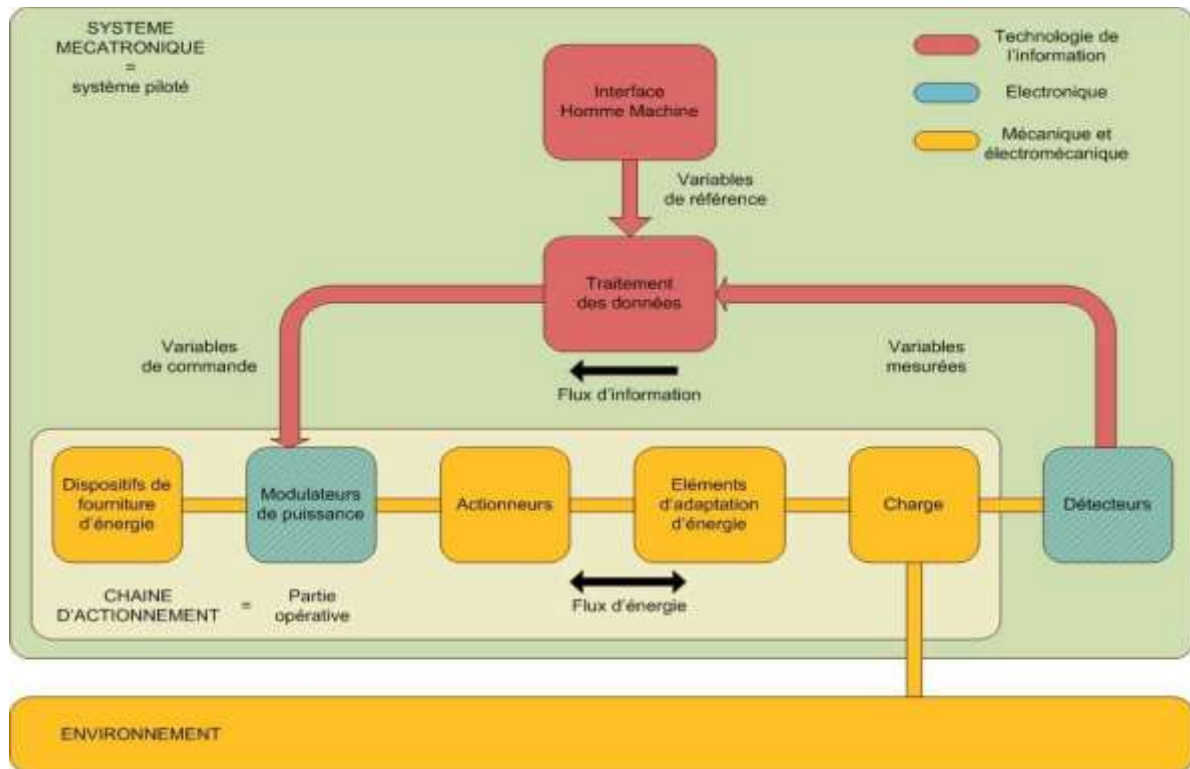 SYSTEME
MECATRONIQUE
=
système piloté
Technologie de
l'information
Electronique
Mécanique et
électromécanique
Interface
Homme Machine
Variables
de référence
Traitement
des données
Variables
de commande
Variables
mesurées
Flux d'information
Dispositifs de
fourniture
d'énergie
Modulateurs
de puissance
Actionneurs
Eléments
d'adaptation
d'énergie
Charge
Détecteurs
CHAINE
D'ACTIONNEMENT
=
Partie
opérative
Flux d'énergie
ENVIRONNEMENT